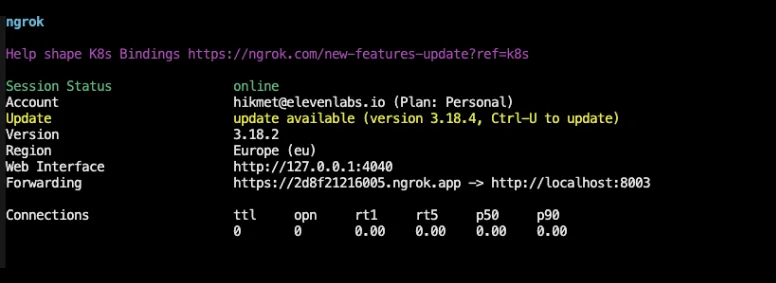 ngrok
Help shape K8s Bindings https://ngrok.com/new-features-update?ref=k8s
Session Status online
Account hikmet@elevenlabs.io (Plan: Personal)
Update update available (version 3.18.4, Ctrl-U to update)
Version 3.18.2
Region Europe (eu)
Web Interface http://127.0.0.1:4040
Forwarding https://2d8f21216005.ngrok.app -> http://localhost:8003
Connections ttl opn rt1 rt5 p50 p90
0 0 0.00 0.00 0.00 0.00